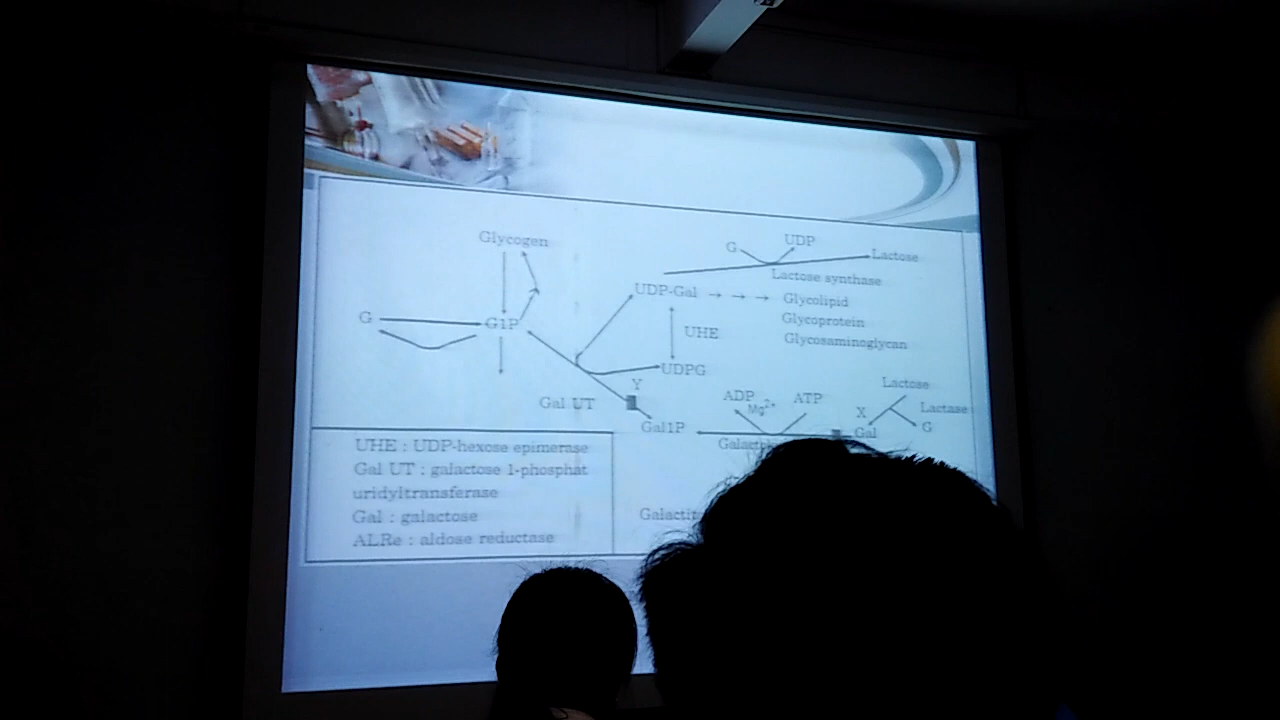 Glycogen
G UDP
Lactose
Lactose synthase
UDP-Gal
Glycolipid
Glycoprotein
Glycosaminoglycan
G G1P
UHE
UDPG
Y
Gal UT
Gal1P
ADP Mg2+ ATP
Lactose
Lactase
X
Gal G
UHE : UDP-hexose epimerase
Gal UT : galactose 1-phosphat
uridyltransferase
Gal : galactose
ALRe : aldose reductase